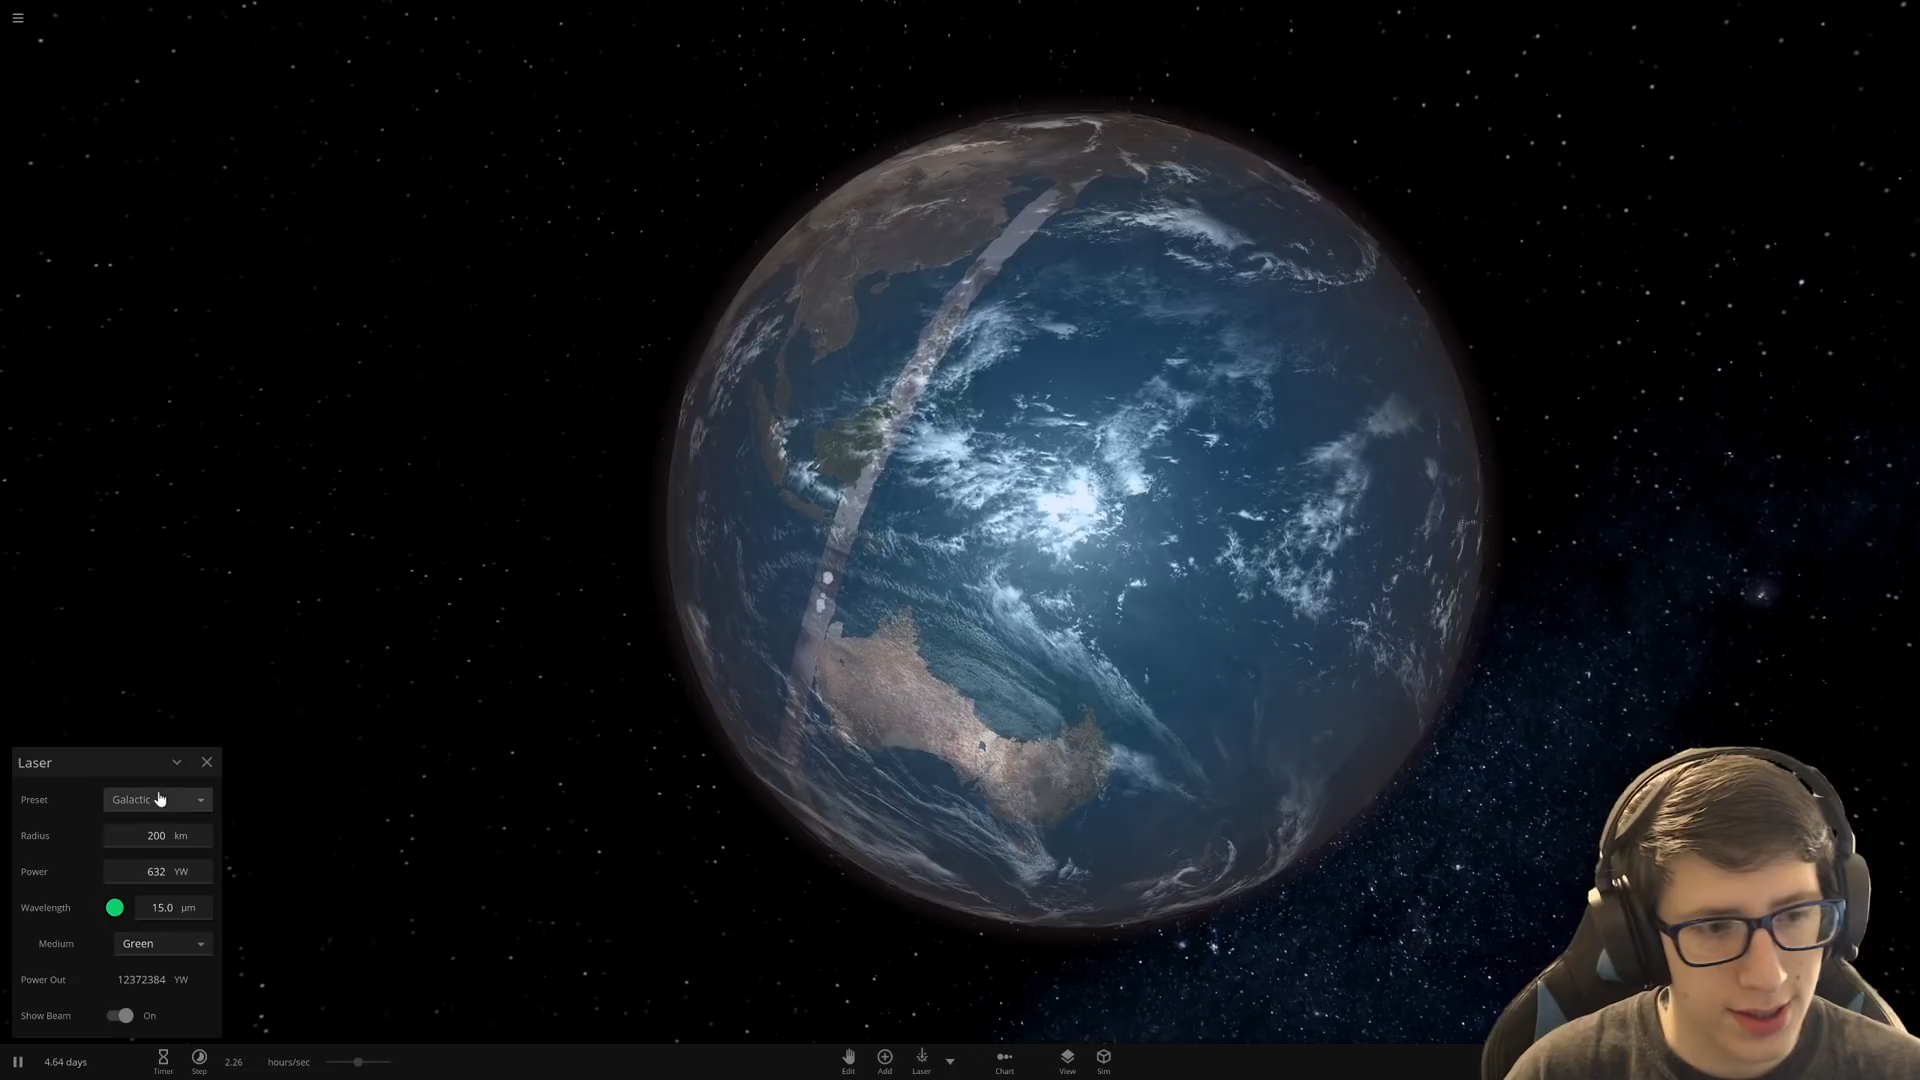 Laser
Preset Galactic
Radius 200 km
Power 632 YW
Wavelength 15.0 µm
Medium Green
Power Out 12372384 YW
Show Beam On
4.64 days
Timer
Step
2.26 hours/sec
Edit
Add
Laser
Chart
View
Sim